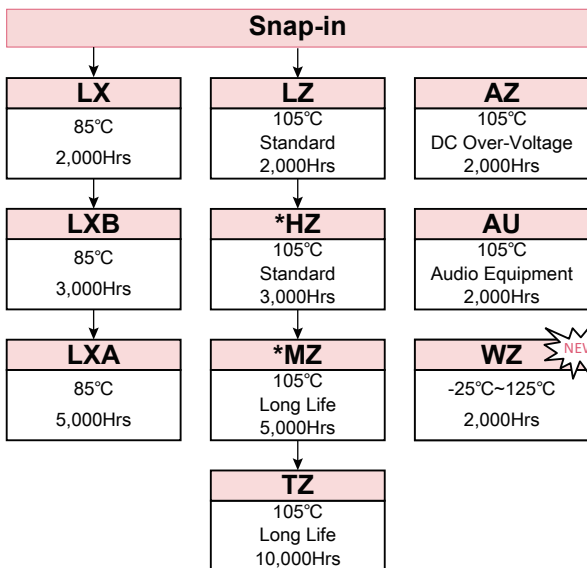 Snap-in
LX
85℃
2,000Hrs
LXB
85℃
3,000Hrs
LXA
85℃
5,000Hrs
LZ
105℃
Standard
2,000Hrs
*HZ
105℃
Standard
3,000Hrs
*MZ
105℃
Long Life
5,000Hrs
TZ
105℃
Long Life
10,000Hrs
AZ
105℃
DC Over-Voltage
2,000Hrs
AU
105℃
Audio Equipment
2,000Hrs
WZ
NEW
-25℃~125℃
2,000Hrs